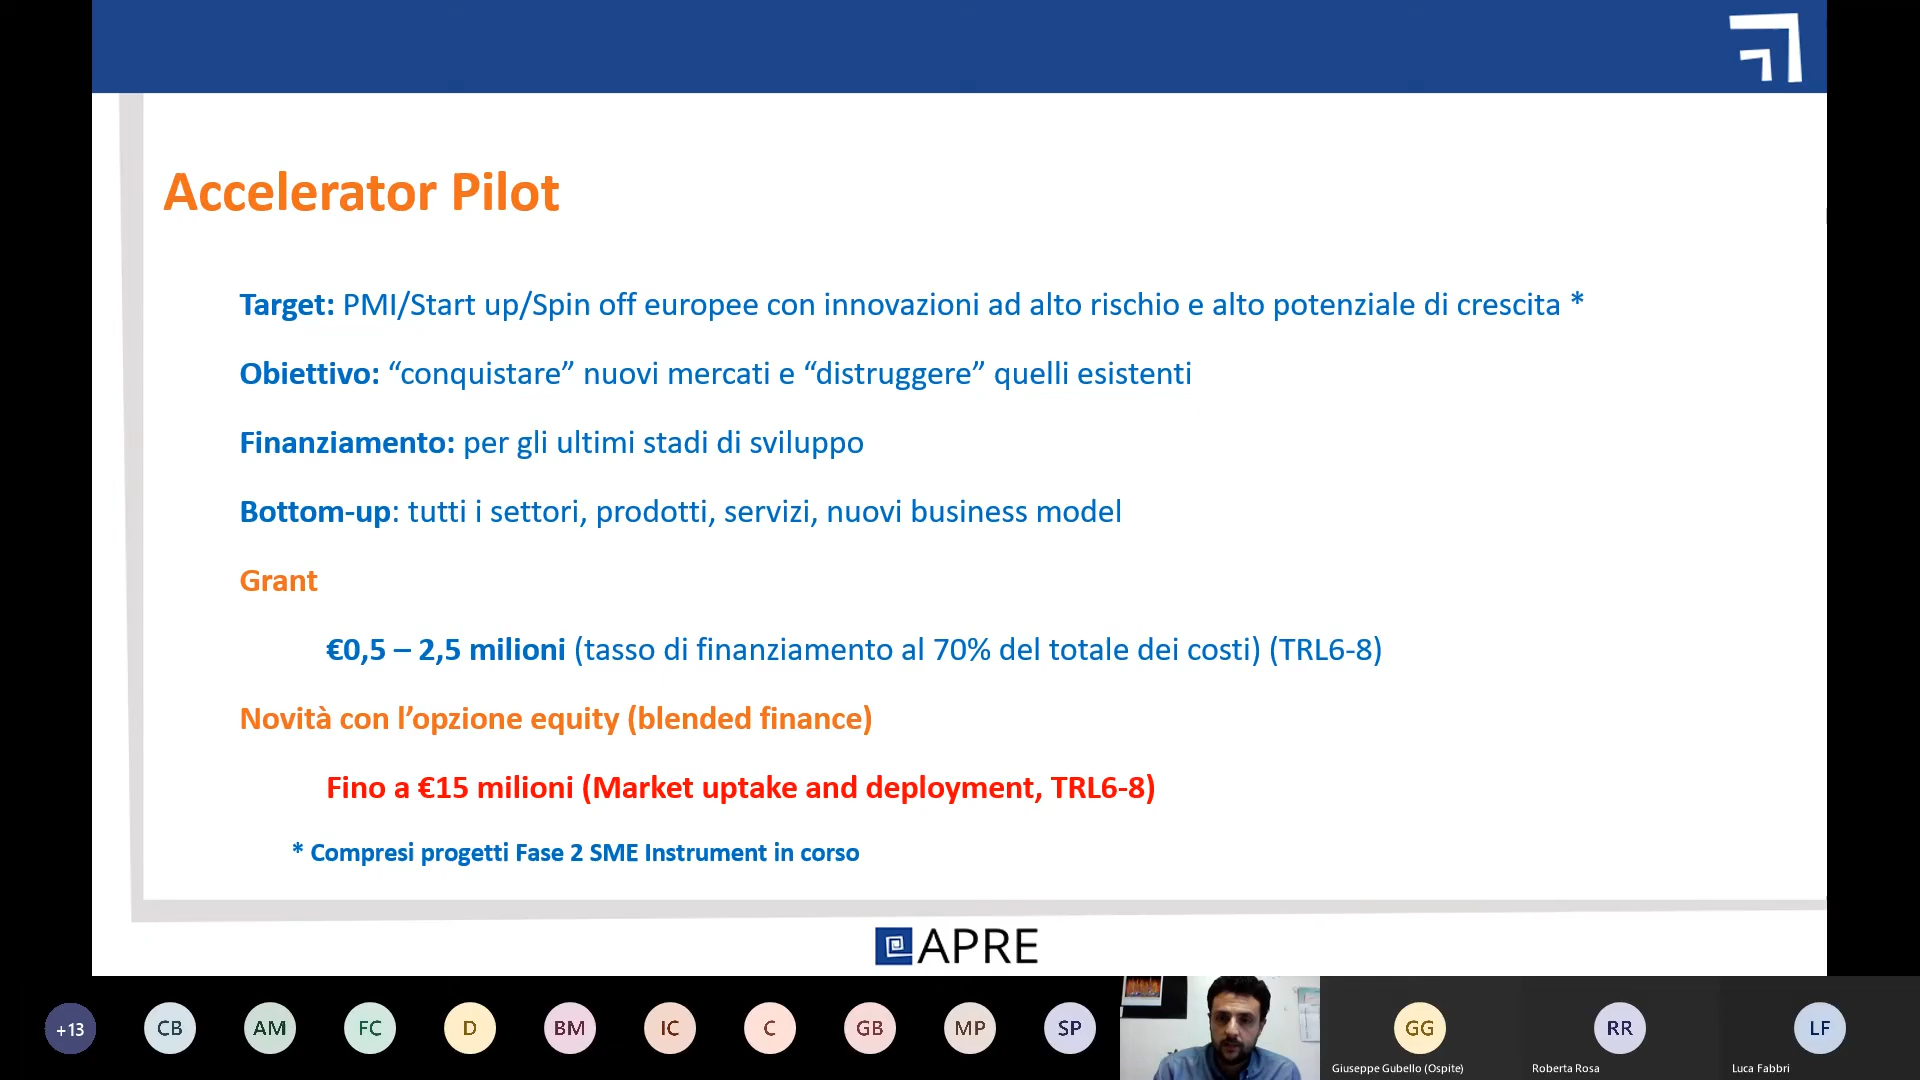 Accelerator Pilot
Target: PMI/Start up/Spin off europee con innovazioni ad alto rischio e alto potenziale di crescita *
Obiettivo: “conquistare” nuovi mercati e “distruggere” quelli esistenti
Finanziamento: per gli ultimi stadi di sviluppo
Bottom-up: tutti i settori, prodotti, servizi, nuovi business model
Grant
€0,5 – 2,5 milioni (tasso di finanziamento al 70% del totale dei costi) (TRL6-8)
Novità con l’opzione equity (blended finance)
Fino a €15 milioni (Market uptake and deployment, TRL6-8)
* Compresi progetti Fase 2 SME Instrument in corso
APRE
+13 CB AM FC D BM IC C GB MP SP GG RR LF
Giuseppe Gubello (Ospite) Roberta Rosa Luca Fabbri